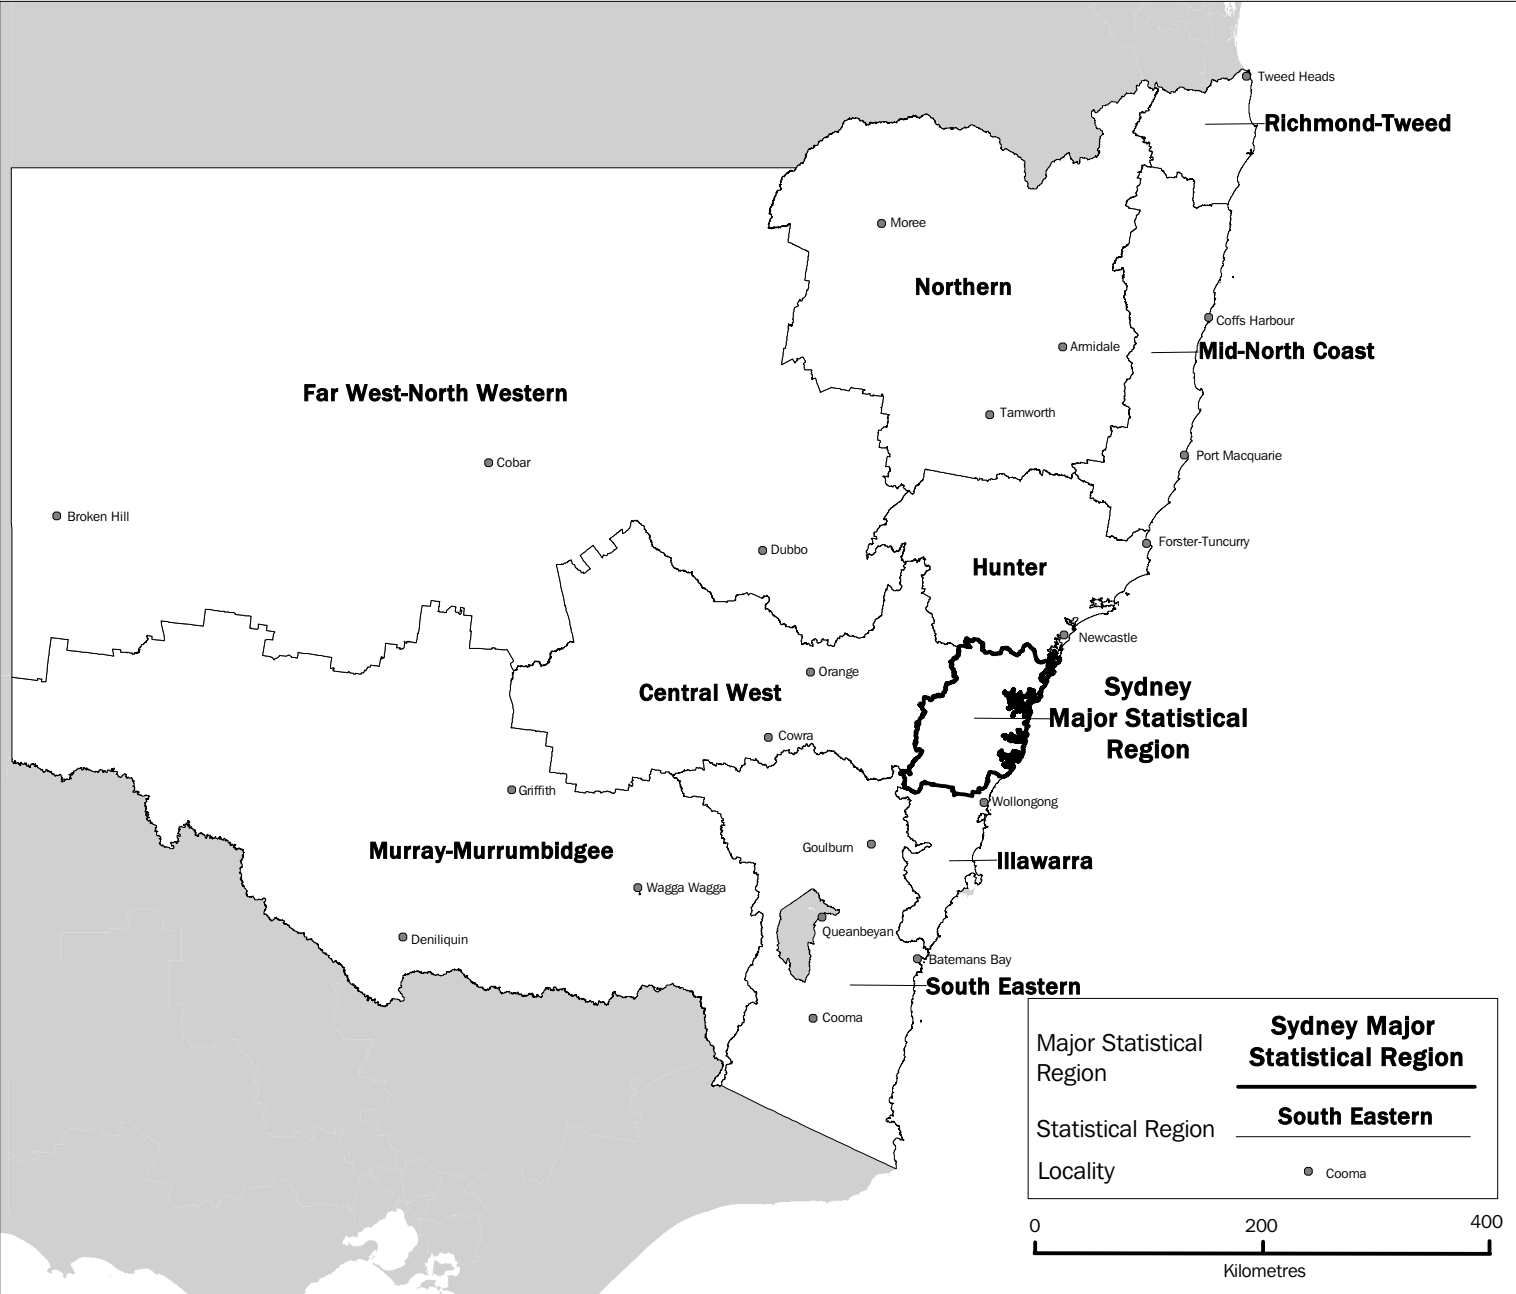 Tweed Heads
Richmond-Tweed
Moree
Northern
Coffs Harbour
Armidale
Mid-North Coast
Far West-North Western
Tamworth
Cobar
Port Macquarie
Broken Hill
Dubbo
Forster-Tuncurry
Hunter
Newcastle
Orange
Central West
Sydney
Major Statistical
Region
Cowra
Griffith
Wollongong
Murray-Murrumbidgee
Goulburn
Illawarra
Wagga Wagga
Queanbeyan
Deniliquin
Batemans Bay
South Eastern
Cooma
Major Statistical
Region
Sydney Major
Statistical Region
Statistical Region
South Eastern
Locality
Cooma
0 200 400
Kilometres